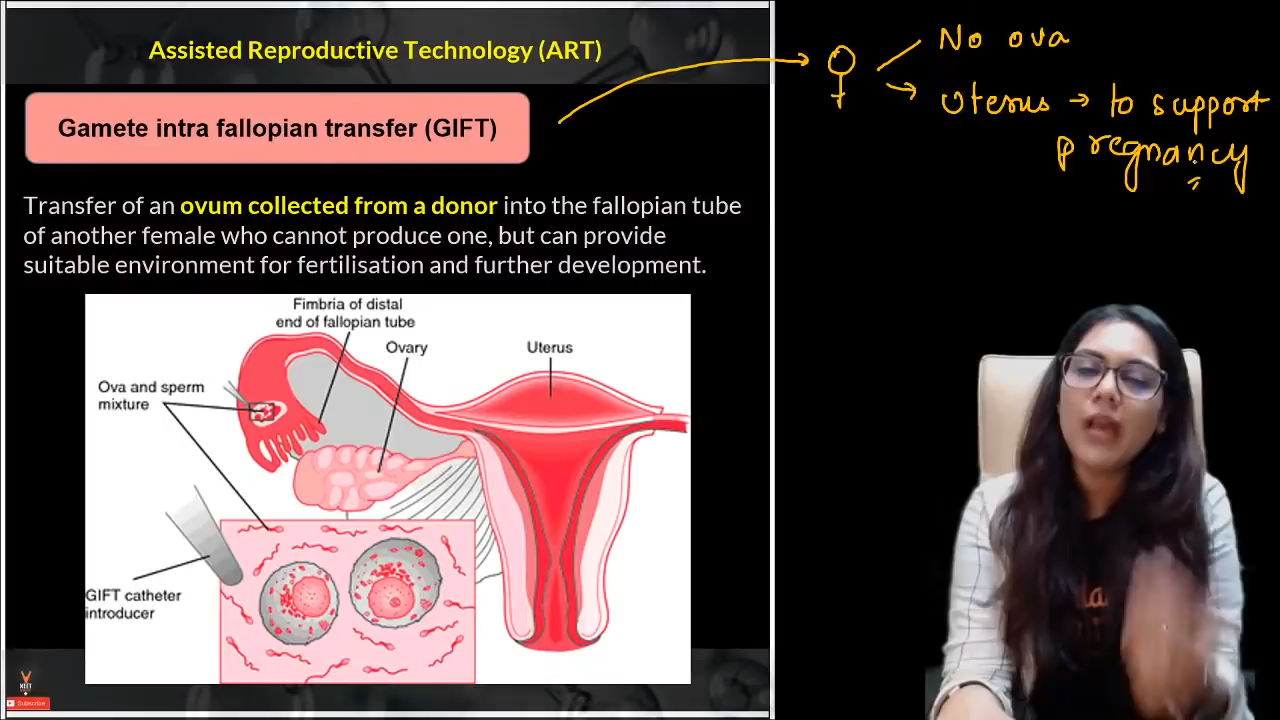 Assisted Reproductive Technology (ART)
Gamete intra fallopian transfer (GIFT)
Transfer of an ovum collected from a donor into the fallopian tube
of another female who cannot produce one, but can provide
suitable environment for fertilisation and further development.
Fimbria of distal
end of fallopian tube
Ovary
Uterus
Ova and sperm
mixture
GIFT catheter
introducer
No ova
Uterus → to support
pregnancy
NEET
Subscribe